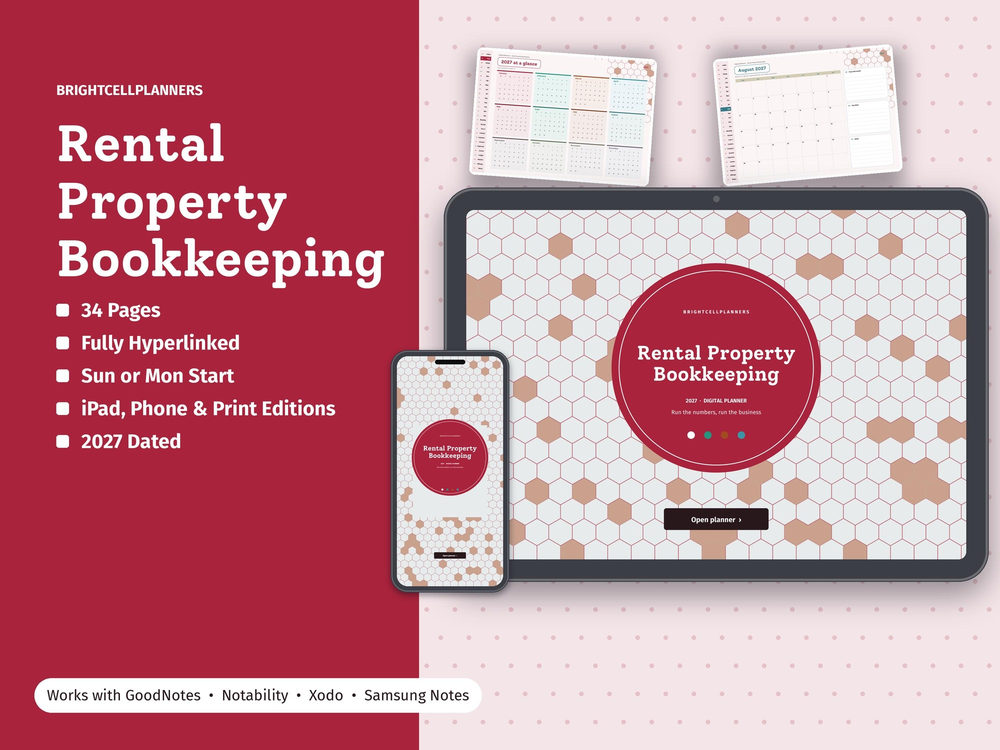 BRIGHTCELLPLANNERS
Rental
Property
Bookkeeping
34 Pages
Fully Hyperlinked
Sun or Mon Start
iPad, Phone & Print Editions
2027 Dated
Works with GoodNotes • Notability • Xodo • Samsung Notes
2027 at a glance
August 2027
BRIGHTCELLPLANNERS
Rental Property
Bookkeeping
2027 · DIGITAL PLANNER
Run the numbers, run the business
Open planner ›
Rental Property
Bookkeeping
Open planner ›